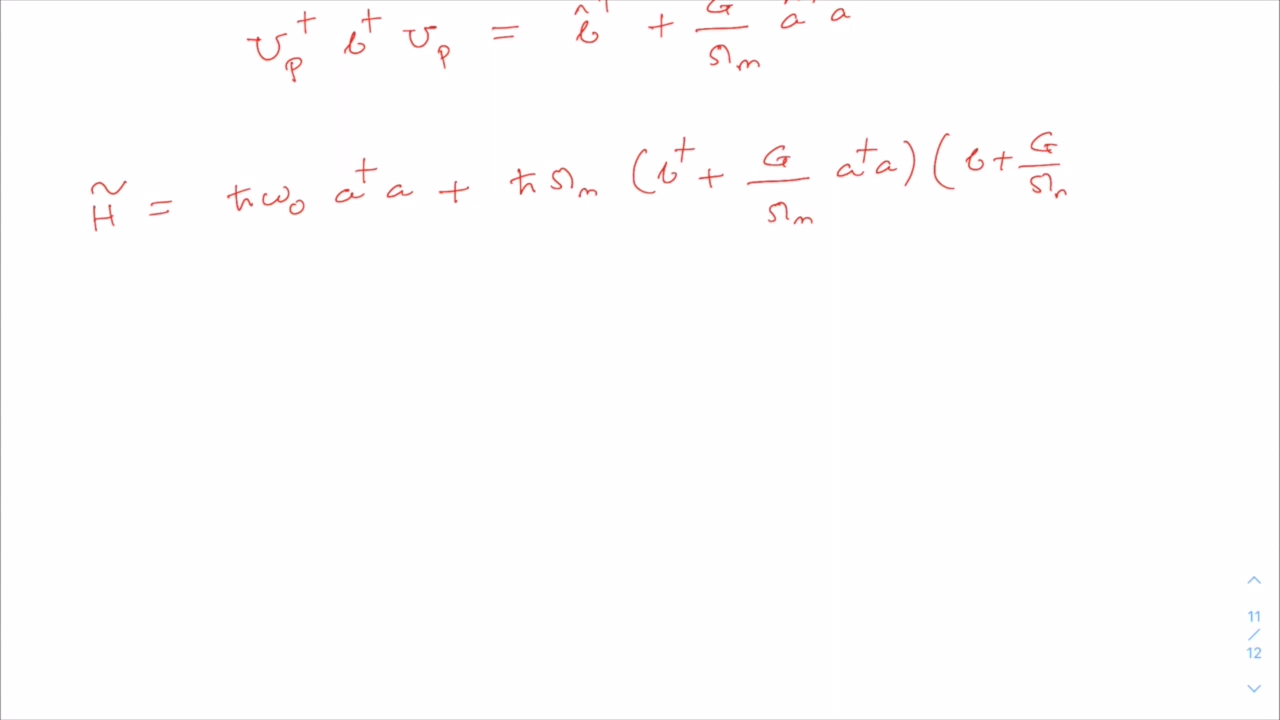 U_p^† b^† U_p = b̂^† + G/Ω_m â^† a
H̃ = ħω_0 a^† a + ħΩ_m (b^† + G/Ω_m a^† a) (b + G/Ω_m
11
/
12